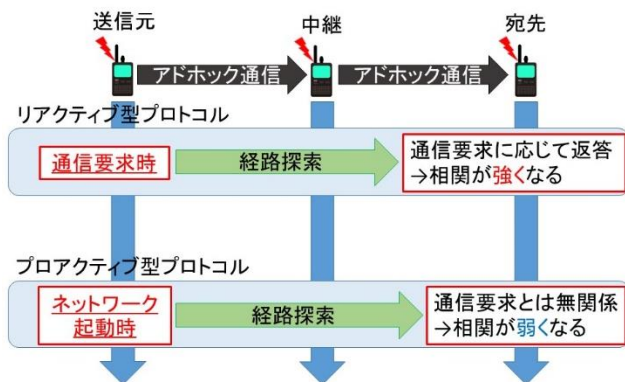 送信元
中継
宛先
アドホック通信
アドホック通信
リアクティブ型プロトコル
通信要求時
経路探索
通信要求に応じて返答
→相関が強くなる
プロアクティブ型プロトコル
ネットワーク
起動時
経路探索
通信要求とは無関係
→相関が弱くなる